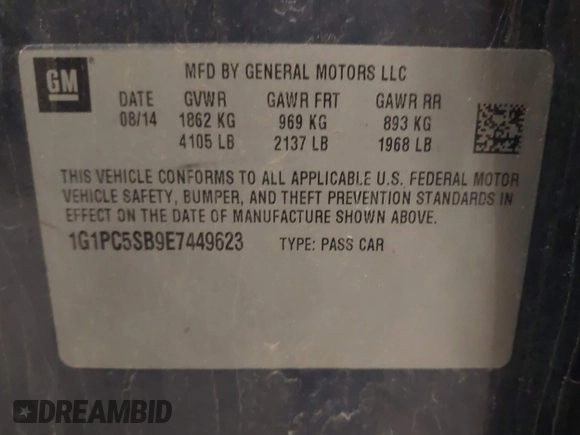 GM
MFD BY GENERAL MOTORS LLC
DATE GVWR GAWR FRT GAWR RR
08/14 1862 KG 969 KG 893 KG
4105 LB 2137 LB 1968 LB
THIS VEHICLE CONFORMS TO ALL APPLICABLE U.S. FEDERAL MOTOR
VEHICLE SAFETY, BUMPER, AND THEFT PREVENTION STANDARDS IN
EFFECT ON THE DATE OF MANUFACTURE SHOWN ABOVE.
1G1PC5SB9E7449623 TYPE: PASS CAR
DREAMBID